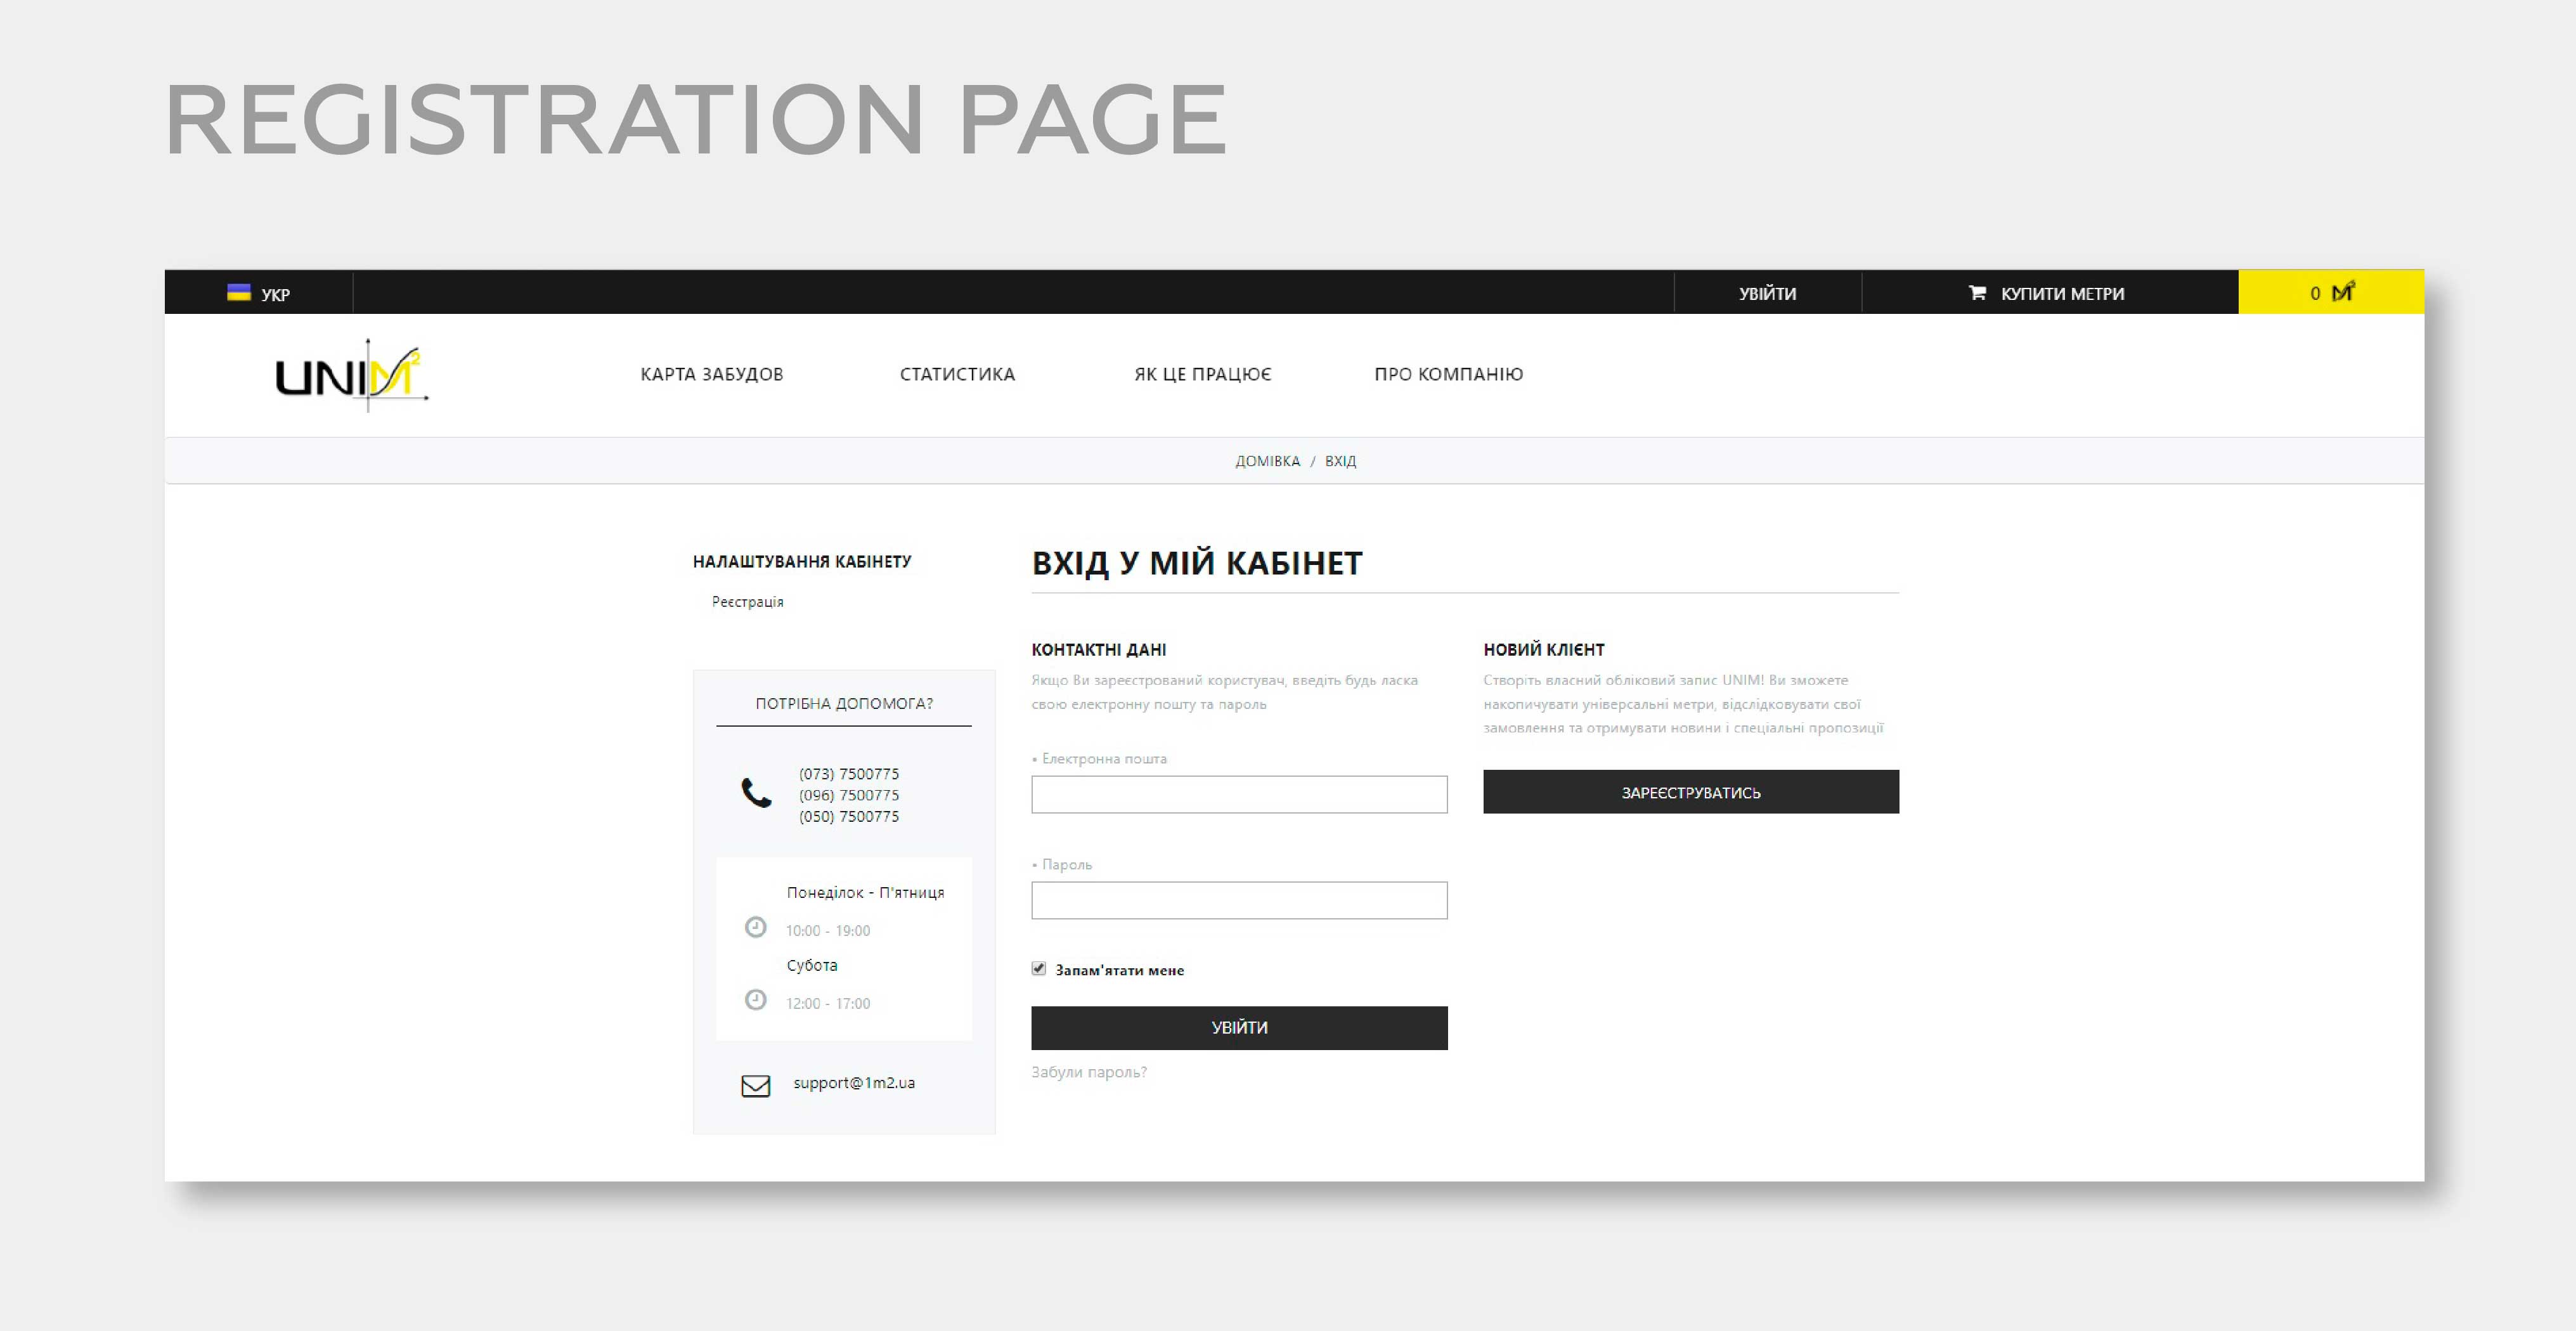 REGISTRATION PAGE
УКР
УВІЙТИ
КУПИТИ МЕТРИ
0 M²
UNIM²
КАРТА ЗАБУДОВ
СТАТИСТИКА
ЯК ЦЕ ПРАЦЮЄ
ПРО КОМПАНІЮ
ДОМІВКА / ВХІД
НАЛАШТУВАННЯ КАБІНЕТУ
Реєстрація
ПОТРІБНА ДОПОМОГА?
(073) 7500775
(096) 7500775
(050) 7500775
Понеділок - П'ятниця
10:00 - 19:00
Субота
12:00 - 17:00
support@1m2.ua
ВХІД У МІЙ КАБІНЕТ
КОНТАКТНІ ДАНІ
Якщо Ви зареєстрований користувач, введіть будь ласка
свою електронну пошту та пароль
• Електронна пошта
• Пароль
Запам'ятати мене
УВІЙТИ
Забули пароль?
НОВИЙ КЛІЄНТ
Створіть власний обліковий запис UNIM! Ви зможете
накопичувати універсальні метри, відслідковувати свої
замовлення та отримувати новини і спеціальні пропозиції
ЗАРЕЄСТРУВАТИСЬ